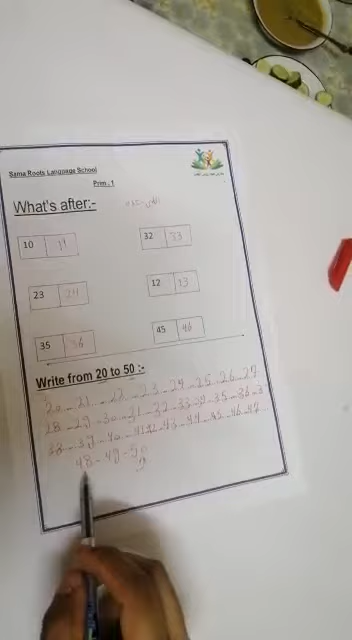 Sama Roots Language School
Prim. 1
What's after:-
10 11
32 33
23 24
12 13
35 36
45 46
Write from 20 to 50 :-
20 - 21 - 22 - 23 - 24 - 25 - 26 - 27
28 - 29 - 30 - 31 - 32 - 33 - 34 - 35 - 36 - 3
38 - 39 - 40 - 41 - 42 - 43 - 44 - 45 - 46 - 47
48 - 49 - 50